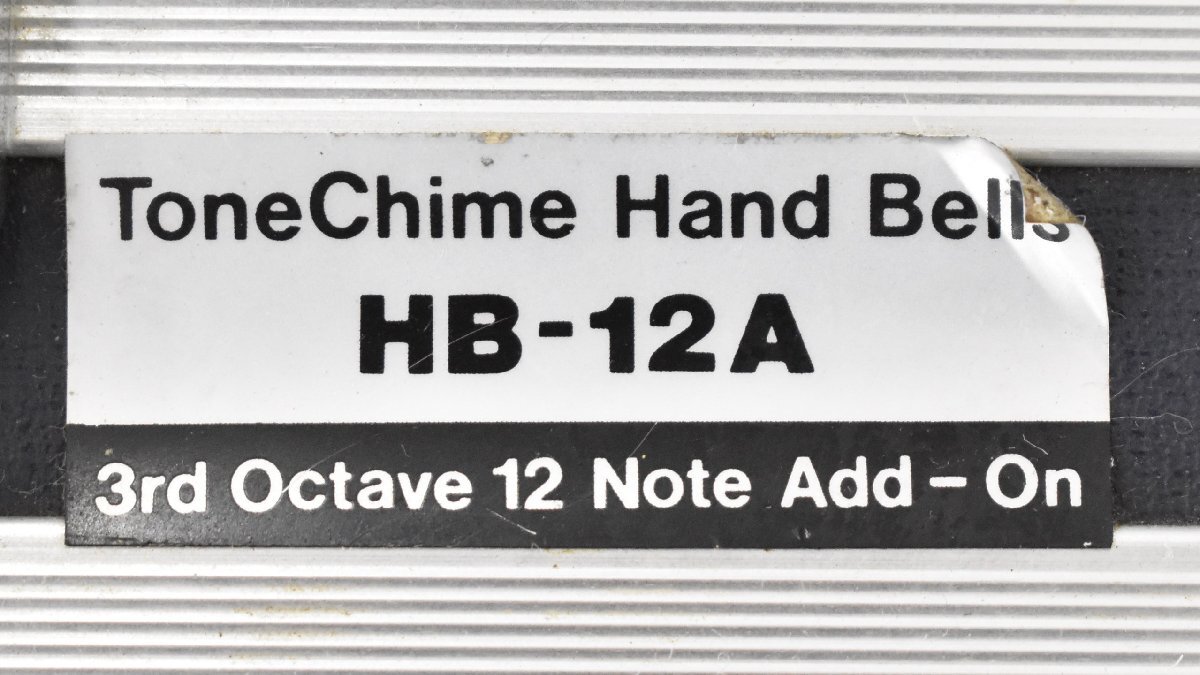 ToneChime Hand Bells
HB-12A
3rd Octave 12 Note Add-On